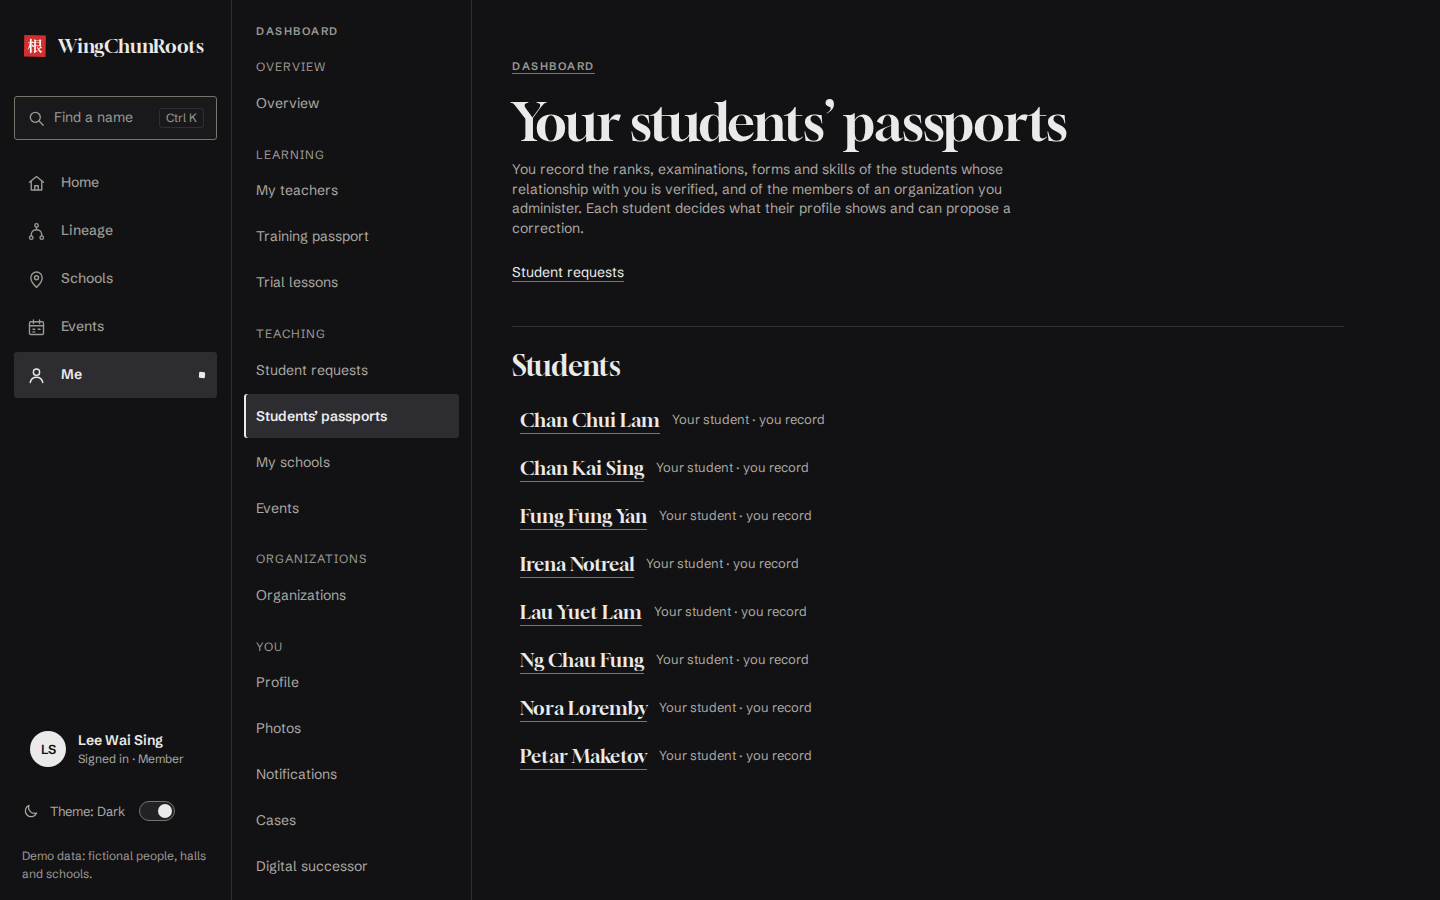 根 WingChunRoots
Find a name Ctrl K
Home
Lineage
Schools
Events
Me
LS Lee Wai Sing
Signed in · Member
Theme: Dark
Demo data: fictional people, halls
and schools.
DASHBOARD
OVERVIEW
Overview
LEARNING
My teachers
Training passport
Trial lessons
TEACHING
Student requests
Students’ passports
My schools
Events
ORGANIZATIONS
Organizations
YOU
Profile
Photos
Notifications
Cases
Digital successor
DASHBOARD
Your students’ passports
You record the ranks, examinations, forms and skills of the students whose
relationship with you is verified, and of the members of an organization you
administer. Each student decides what their profile shows and can propose a
correction.
Student requests
Students
Chan Chui Lam Your student · you record
Chan Kai Sing Your student · you record
Fung Fung Yan Your student · you record
Irena Notreal Your student · you record
Lau Yuet Lam Your student · you record
Ng Chau Fung Your student · you record
Nora Loremby Your student · you record
Petar Maketov Your student · you record